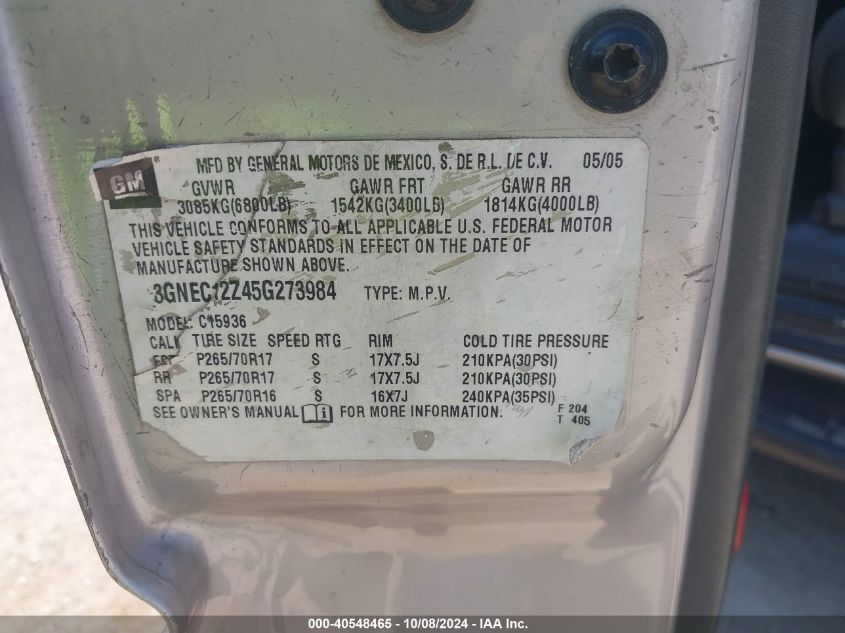 GM
MFD BY GENERAL MOTORS DE MEXICO, S. DE R.L. DE C.V. 05/05
GVWR GAWR FRT GAWR RR
3085KG(6800LB) 1542KG(3400LB) 1814KG(4000LB)
THIS VEHICLE CONFORMS TO ALL APPLICABLE U.S. FEDERAL MOTOR
VEHICLE SAFETY STANDARDS IN EFFECT ON THE DATE OF
MANUFACTURE SHOWN ABOVE.
3GNEC12Z45G273984 TYPE: M.P.V.
MODEL: C15936
TIRE SIZE SPEED RTG RIM COLD TIRE PRESSURE
FRT P265/70R17 S 17X7.5J 210KPA(30PSI)
RR P265/70R17 S 17X7.5J 210KPA(30PSI)
SPA P265/70R16 S 16X7J 240KPA(35PSI)
SEE OWNER'S MANUAL FOR MORE INFORMATION. F 204
T 405
000-40548465 - 10/08/2024 - IAA Inc.